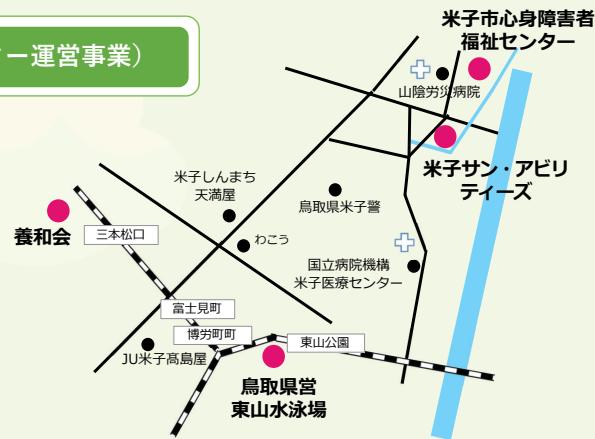 ー運営事業）
米子市心身障害者
福祉センター
山陰労災病院
米子サン・アビリ
ティーズ
米子しんまち
天満屋
鳥取県米子警
養和会
三本松口
わこう
国立病院機構
米子医療センター
富士見町
博労町町
東山公園
JU米子髙島屋
鳥取県営
東山水泳場